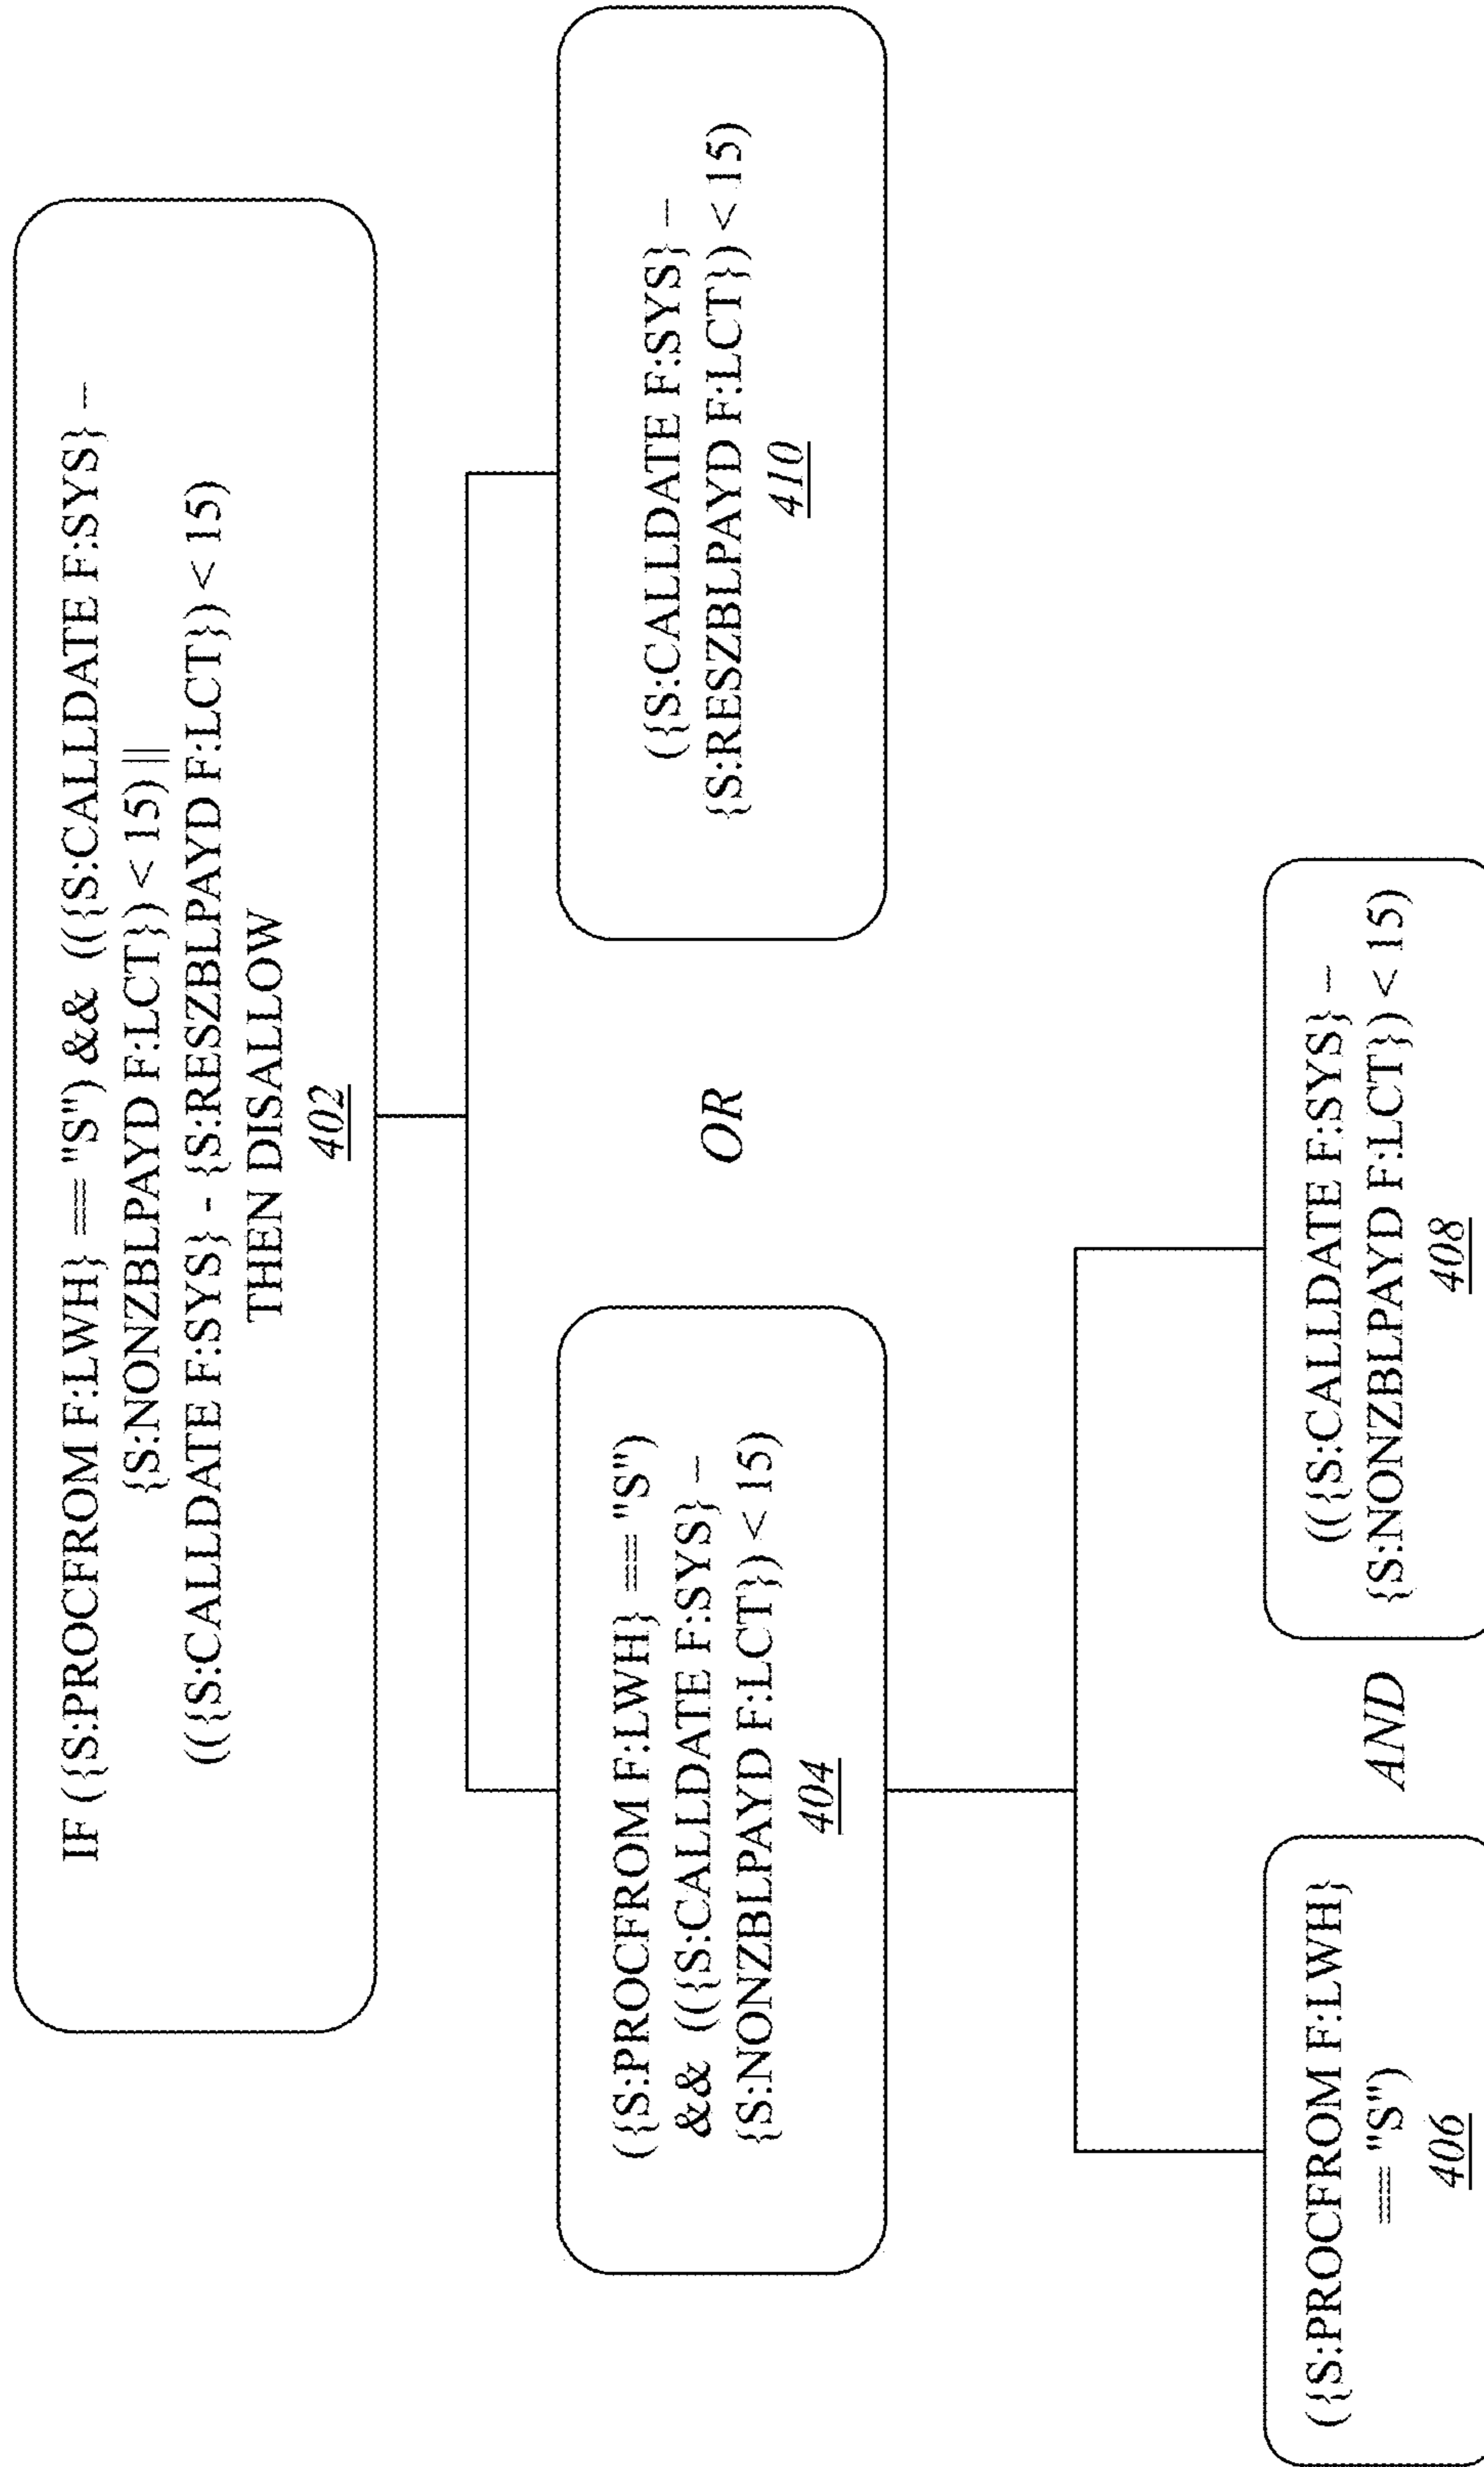 IF ({S:PROCFROM F:LWH} == "S") && (({S:CALLDATE F:SYS} –
{S:NONZBLPAYD F:LCT}) < 15) ||
(({S:CALLDATE F:SYS} - {S:RESZBLPAYD F:LCT}) < 15)
THEN DISALLOW
402
({S:PROCFROM F:LWH} == "S")
&& (({S:CALLDATE F:SYS} –
{S:NONZBLPAYD F:LCT}) < 15)
404
OR
({S:CALLDATE F:SYS} –
{S:RESZBLPAYD F:LCT}) < 15)
410
({S:PROCFROM F:LWH}
== "S")
406
AND
(({S:CALLDATE F:SYS} –
{S:NONZBLPAYD F:LCT}) < 15)
408